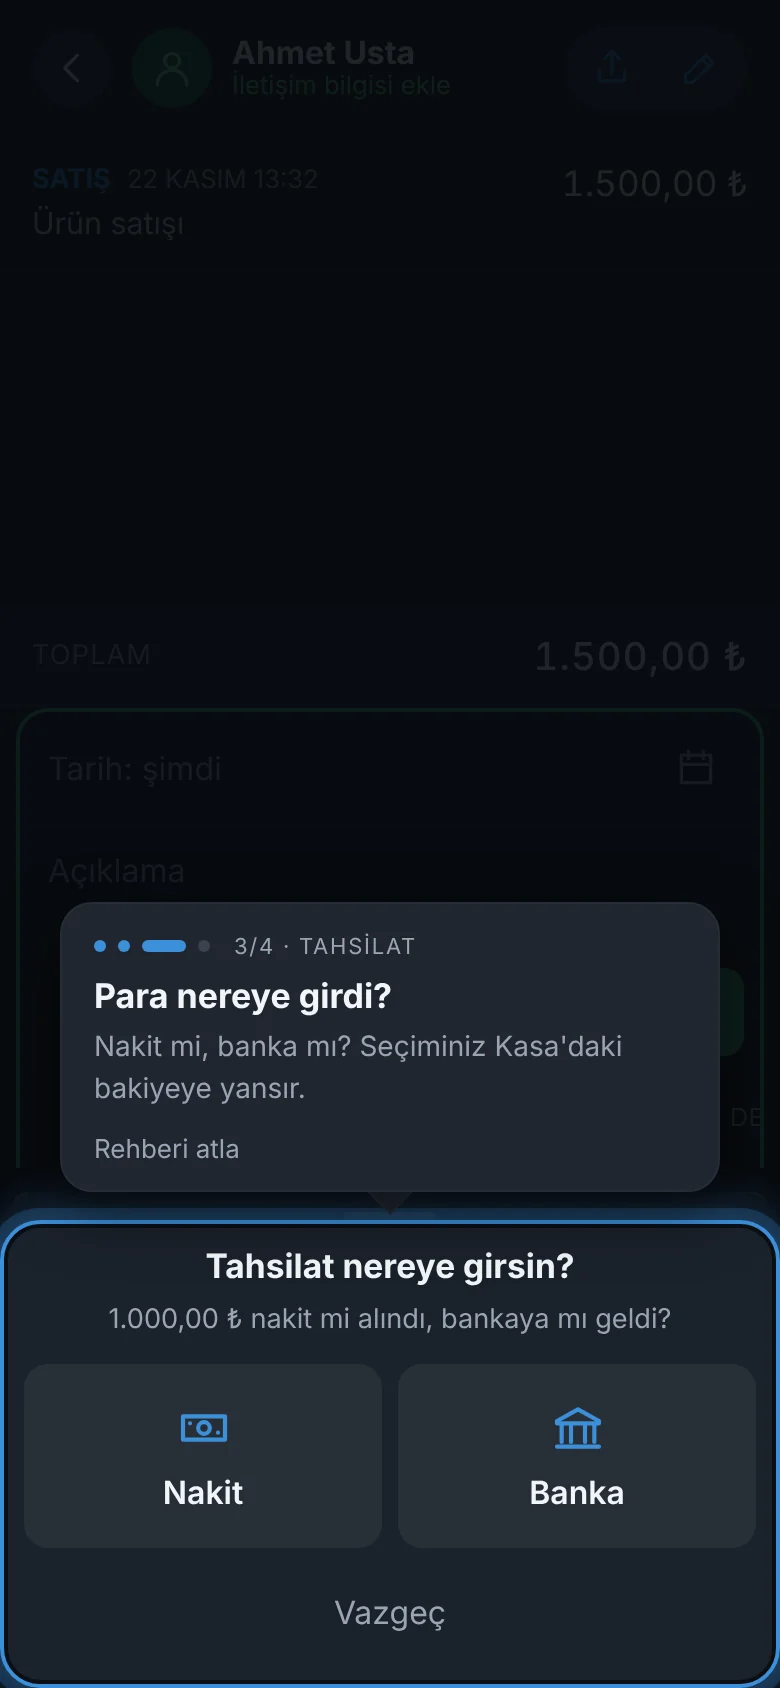 Ahmet Usta
İletişim bilgisi ekle
SATIŞ 22 KASIM 13:32
1.500,00 ₺
Ürün satışı
TOPLAM
1.500,00 ₺
Tarih: şimdi
Açıklama
3/4 · TAHSİLAT
Para nereye girdi?
Nakit mi, banka mı? Seçiminiz Kasa'daki
bakiyeye yansır.
Rehberi atla
DE
Tahsilat nereye girsin?
1.000,00 ₺ nakit mi alındı, bankaya mı geldi?
Nakit
Banka
Vazgeç